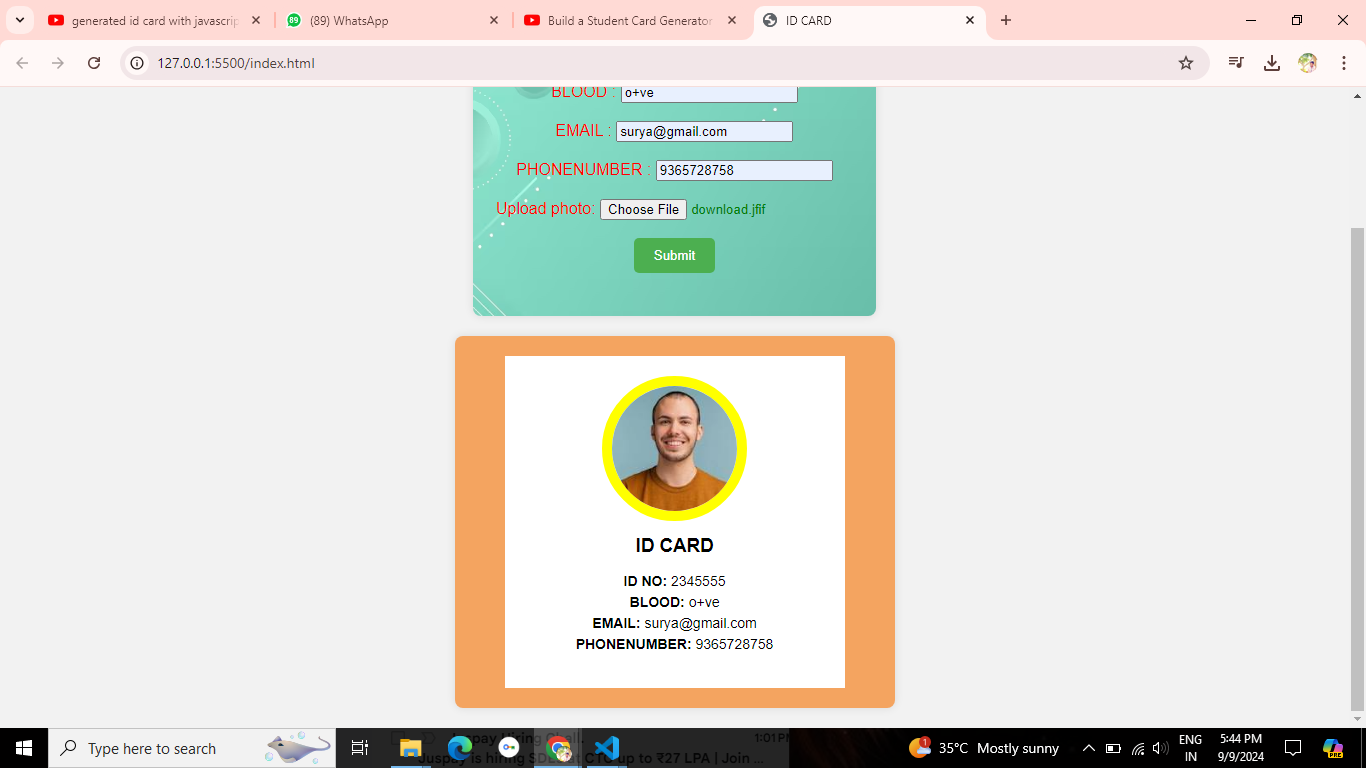 generated id card with javascrip
89
(89) WhatsApp
Build a Student Card Generator
ID CARD
127.0.0.1:5500/index.html
BLOOD : o+ve
EMAIL : surya@gmail.com
PHONENUMBER : 9365728758
Upload photo: Choose File download.jfif
Submit
ID CARD
ID NO: 2345555
BLOOD: o+ve
EMAIL: surya@gmail.com
PHONENUMBER: 9365728758
Type here to search
1:01 PM
Juspay is hiring CTC up to ₹27 LPA | Join ...
1
35°C Mostly sunny
ENG
IN
5:44 PM
9/9/2024
PRE